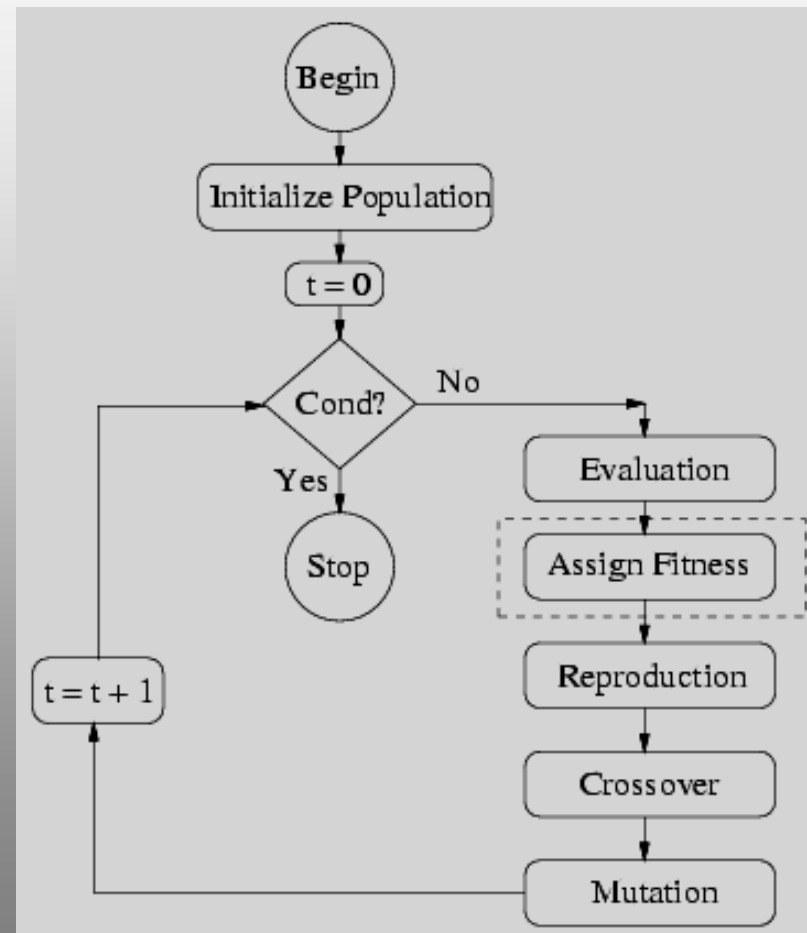 Begin
Initialize Population
t = 0
Cond?
No
Yes
Stop
Evaluation
Assign Fitness
Reproduction
Crossover
Mutation
t = t + 1